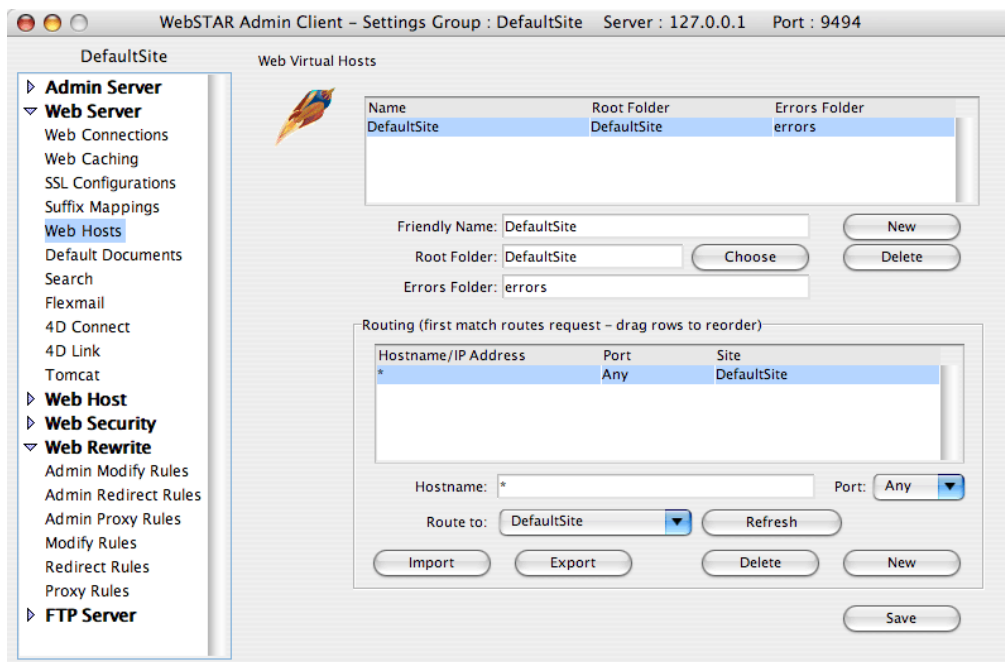 WebSTAR Admin Client – Settings Group : DefaultSite Server : 127.0.0.1 Port : 9494
DefaultSite
Admin Server
Web Server
Web Connections
Web Caching
SSL Configurations
Suffix Mappings
Web Hosts
Default Documents
Search
Flexmail
4D Connect
4D Link
Tomcat
Web Host
Web Security
Web Rewrite
Admin Modify Rules
Admin Redirect Rules
Admin Proxy Rules
Modify Rules
Redirect Rules
Proxy Rules
FTP Server
Web Virtual Hosts
Name Root Folder Errors Folder
DefaultSite DefaultSite errors
Friendly Name: DefaultSite New
Root Folder: DefaultSite Choose Delete
Errors Folder: errors
Routing (first match routes request – drag rows to reorder)
Hostname/IP Address Port Site
* Any DefaultSite
Hostname: * Port: Any
Route to: DefaultSite Refresh
Import Export Delete New
Save